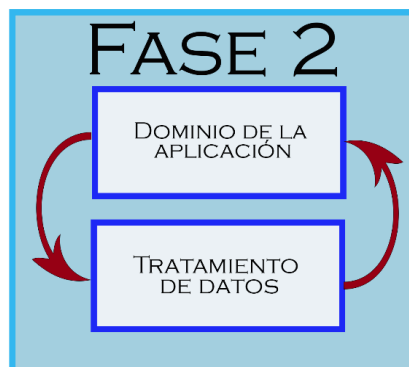 FASE 2
DOMINIO DE LA
APLICACIÓN
TRATAMIENTO
DE DATOS